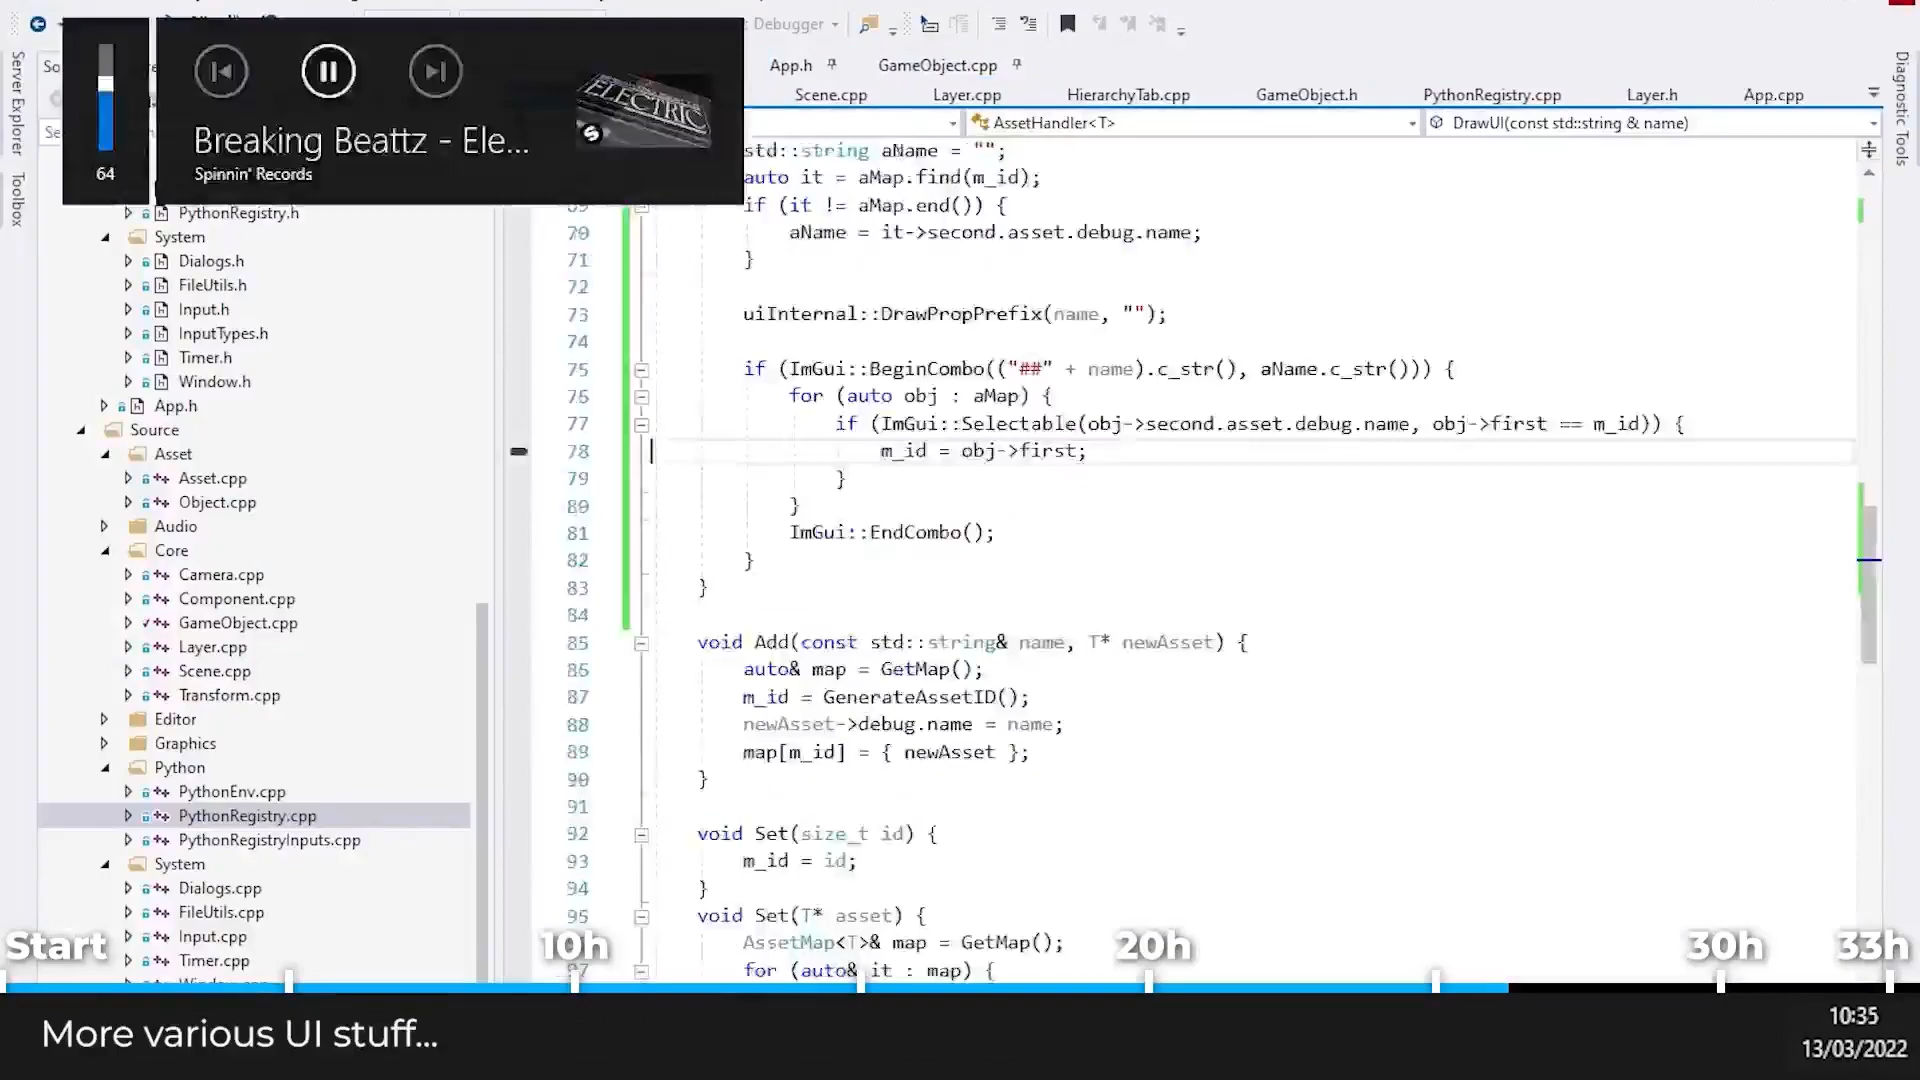 Debugger
Breaking Beattz - Ele...
Spinnin' Records
64
ELECTRIC
Server Explorer
Toolbox
Diagnostic Tools
App.h
GameObject.cpp
Scene.cpp
Layer.cpp
HierarchyTab.cpp
GameObject.h
PythonRegistry.cpp
Layer.h
App.cpp
AssetHandler<T>
DrawUI(const std::string & name)
PythonRegistry.h
System
Dialogs.h
FileUtils.h
Input.h
InputTypes.h
Timer.h
Window.h
App.h
Source
Asset
Asset.cpp
Object.cpp
Audio
Core
Camera.cpp
Component.cpp
GameObject.cpp
Layer.cpp
Scene.cpp
Transform.cpp
Editor
Graphics
Python
PythonEnv.cpp
PythonRegistry.cpp
PythonRegistryInputs.cpp
System
Dialogs.cpp
FileUtils.cpp
Input.cpp
Timer.cpp
std::string aName = "";
auto it = aMap.find(m_id);
69 if (it != aMap.end()) {
70 aName = it->second.asset.debug.name;
71 }
72
73 uiInternal::DrawPropPrefix(name, "");
74
75 if (ImGui::BeginCombo(("##" + name).c_str(), aName.c_str())) {
76 for (auto obj : aMap) {
77 if (ImGui::Selectable(obj->second.asset.debug.name, obj->first == m_id)) {
78 m_id = obj->first;
79 }
80 }
81 ImGui::EndCombo();
82 }
83 }
84
85 void Add(const std::string& name, T* newAsset) {
86 auto& map = GetMap();
87 m_id = GenerateAssetID();
88 newAsset->debug.name = name;
89 map[m_id] = { newAsset };
90 }
91
92 void Set(size_t id) {
93 m_id = id;
94 }
95 void Set(T* asset) {
AssetMap<T>& map = GetMap();
97 for (auto& it : map) {
Start
10h
20h
30h
33h
More various UI stuff...
10:35
13/03/2022